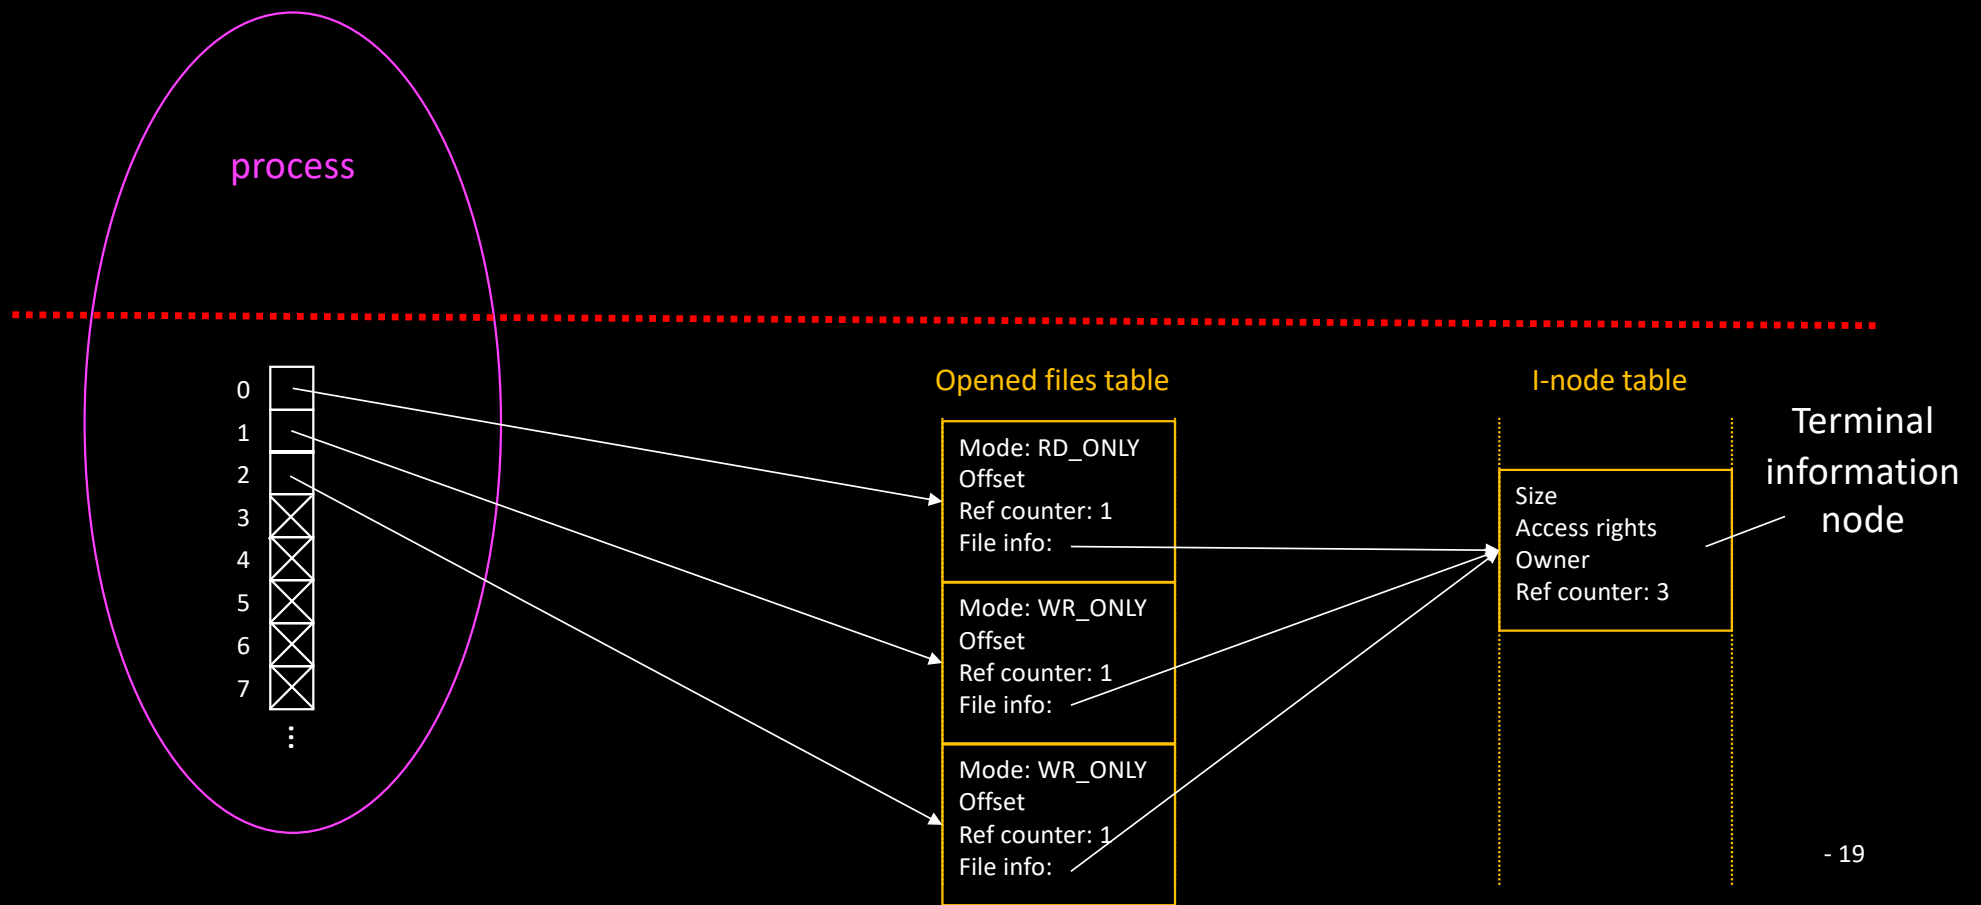 process
0
1
2
3
4
5
6
7
...
Opened files table
Mode: RD_ONLY
Offset
Ref counter: 1
File info:
Mode: WR_ONLY
Offset
Ref counter: 1
File info:
Mode: WR_ONLY
Offset
Ref counter: 1
File info:
I-node table
Size
Access rights
Owner
Ref counter: 3
Terminal
information
node
- 19